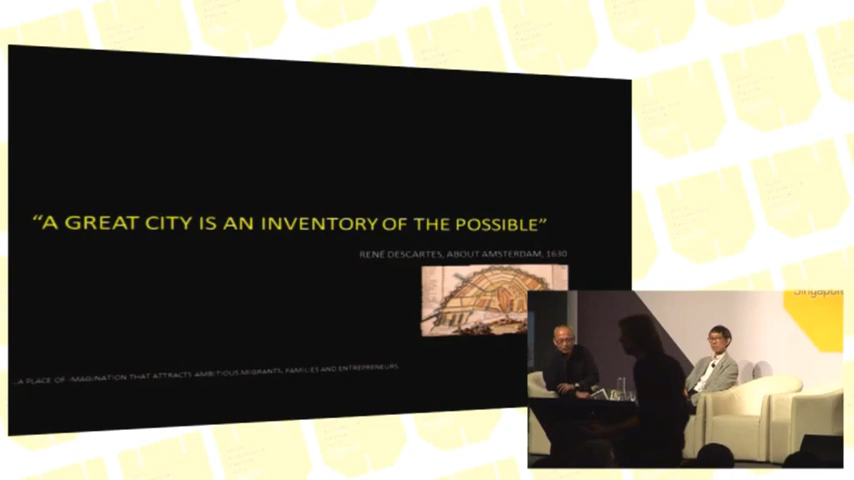 “A GREAT CITY IS AN INVENTORY OF THE POSSIBLE”
RENÉ DESCARTES, ABOUT AMSTERDAM, 1630
..A PLACE OF IMAGINATION THAT ATTRACTS AMBITIOUS MIGRANTS, FAMILIES AND ENTREPRENEURS
Singapore